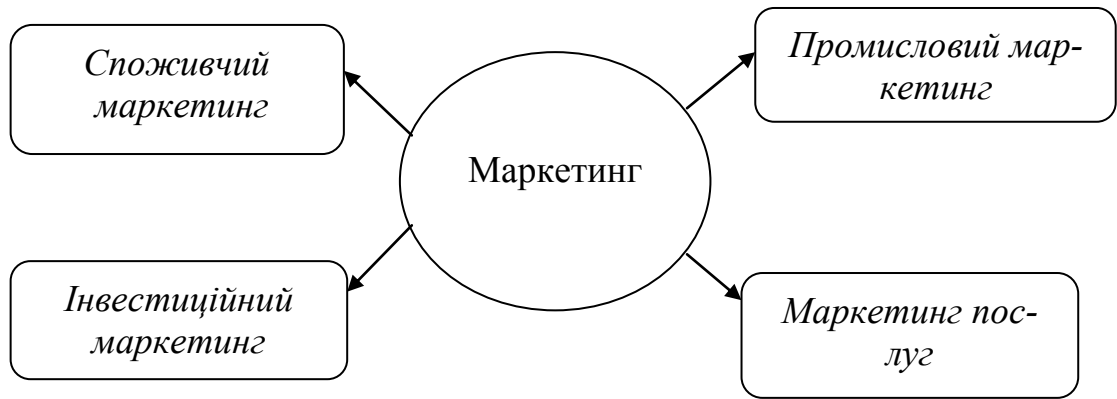 Споживчий
маркетинг
Промисловий мар-
кетинг
Маркетинг
Інвестиційний
маркетинг
Маркетинг пос-
луг